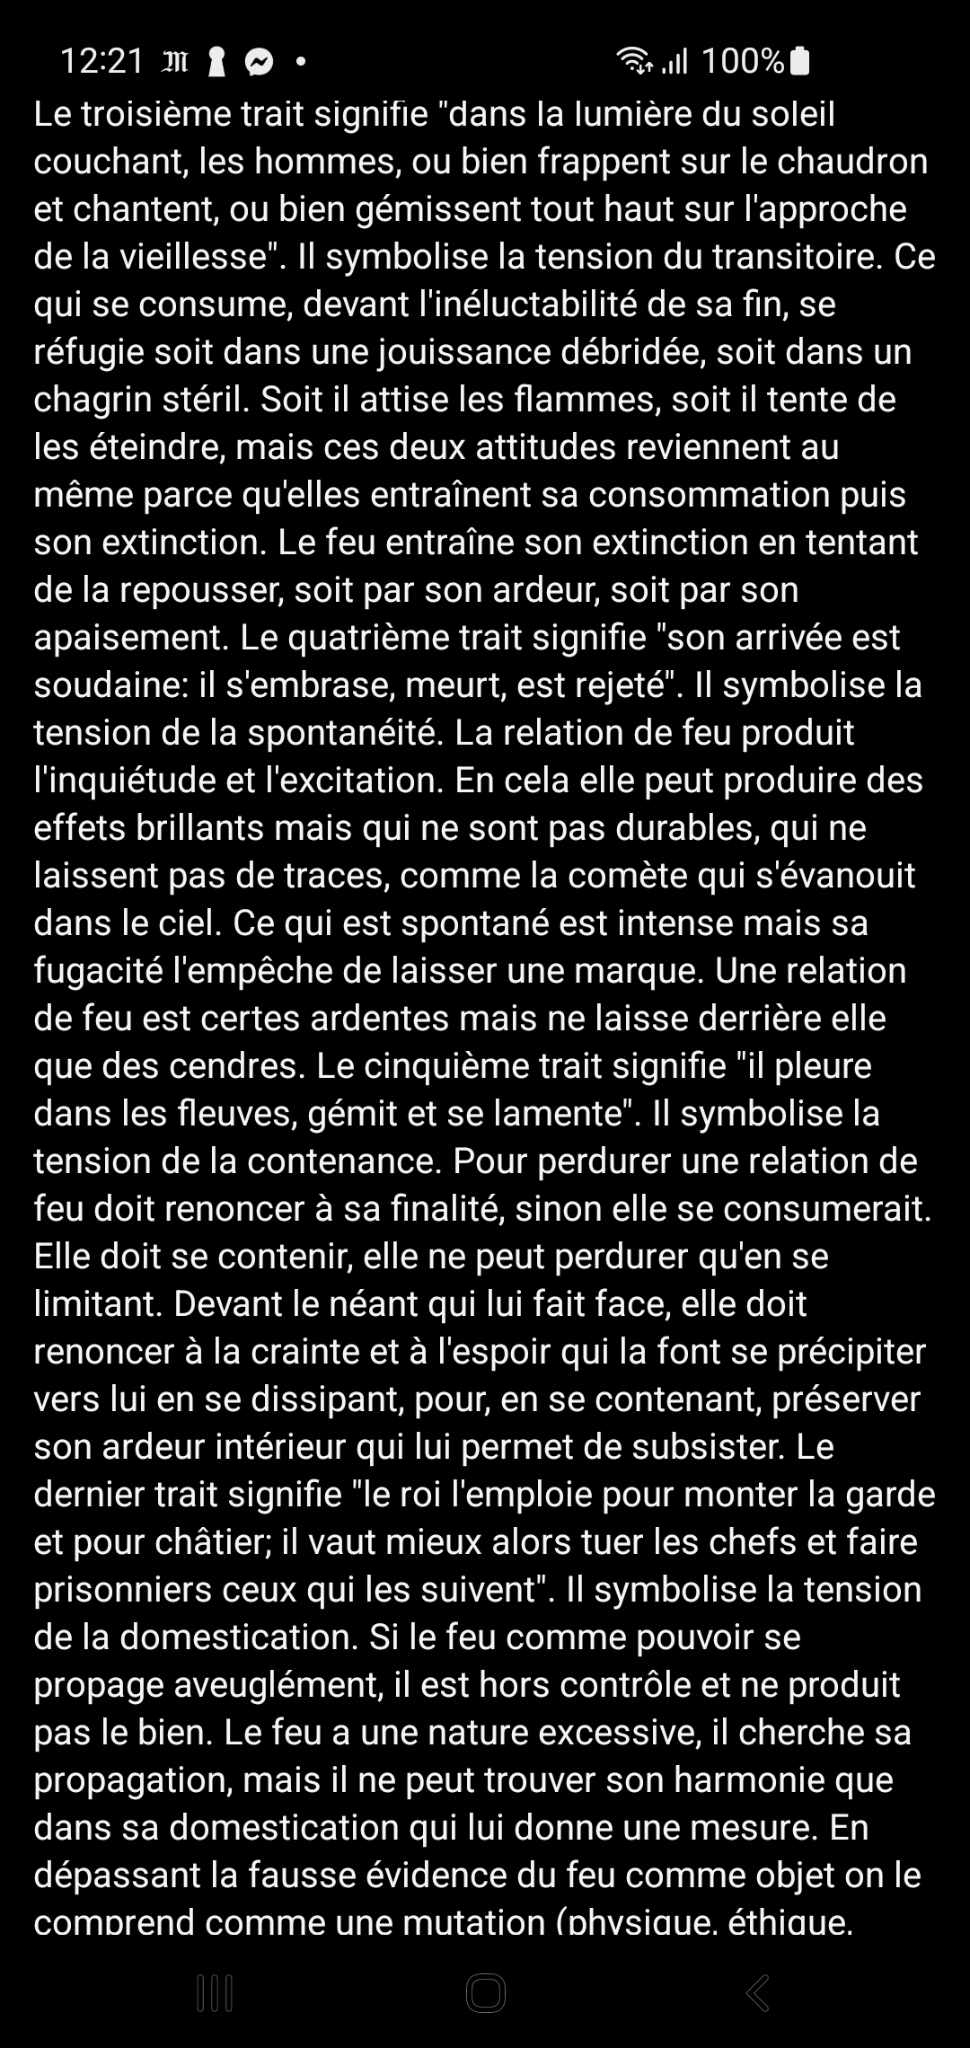 12:21 100%
Le troisième trait signifie "dans la lumière du soleil
couchant, les hommes, ou bien frappent sur le chaudron
et chantent, ou bien gémissent tout haut sur l'approche
de la vieillesse". Il symbolise la tension du transitoire. Ce
qui se consume, devant l'inéluctabilité de sa fin, se
réfugie soit dans une jouissance débridée, soit dans un
chagrin stéril. Soit il attise les flammes, soit il tente de
les éteindre, mais ces deux attitudes reviennent au
même parce qu'elles entraînent sa consommation puis
son extinction. Le feu entraîne son extinction en tentant
de la repousser, soit par son ardeur, soit par son
apaisement. Le quatrième trait signifie "son arrivée est
soudaine: il s'embrase, meurt, est rejeté". Il symbolise la
tension de la spontanéité. La relation de feu produit
l'inquiétude et l'excitation. En cela elle peut produire des
effets brillants mais qui ne sont pas durables, qui ne
laissent pas de traces, comme la comète qui s'évanouit
dans le ciel. Ce qui est spontané est intense mais sa
fugacité l'empêche de laisser une marque. Une relation
de feu est certes ardentes mais ne laisse derrière elle
que des cendres. Le cinquième trait signifie "il pleure
dans les fleuves, gémit et se lamente". Il symbolise la
tension de la contenance. Pour perdurer une relation de
feu doit renoncer à sa finalité, sinon elle se consumerait.
Elle doit se contenir, elle ne peut perdurer qu'en se
limitant. Devant le néant qui lui fait face, elle doit
renoncer à la crainte et à l'espoir qui la font se précipiter
vers lui en se dissipant, pour, en se contenant, préserver
son ardeur intérieur qui lui permet de subsister. Le
dernier trait signifie "le roi l'emploie pour monter la garde
et pour châtier; il vaut mieux alors tuer les chefs et faire
prisonniers ceux qui les suivent". Il symbolise la tension
de la domestication. Si le feu comme pouvoir se
propage aveuglément, il est hors contrôle et ne produit
pas le bien. Le feu a une nature excessive, il cherche sa
propagation, mais il ne peut trouver son harmonie que
dans sa domestication qui lui donne une mesure. En
dépassant la fausse évidence du feu comme objet on le
comprend comme une mutation (physique, éthique,